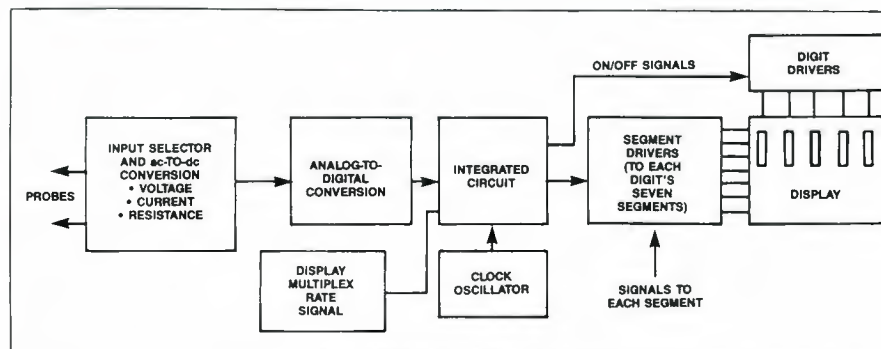 DIGIT
DRIVERS
ON/OFF SIGNALS
PROBES
INPUT SELECTOR
AND ac-TO-dc
CONVERSION
• VOLTAGE
• CURRENT
• RESISTANCE
ANALOG-TO-
DIGITAL
CONVERSION
INTEGRATED
CIRCUIT
SEGMENT
DRIVERS
(TO EACH
DIGIT'S
SEVEN
SEGMENTS)
DISPLAY
DISPLAY
MULTIPLEX
RATE
SIGNAL
CLOCK
OSCILLATOR
SIGNALS TO
EACH SEGMENT